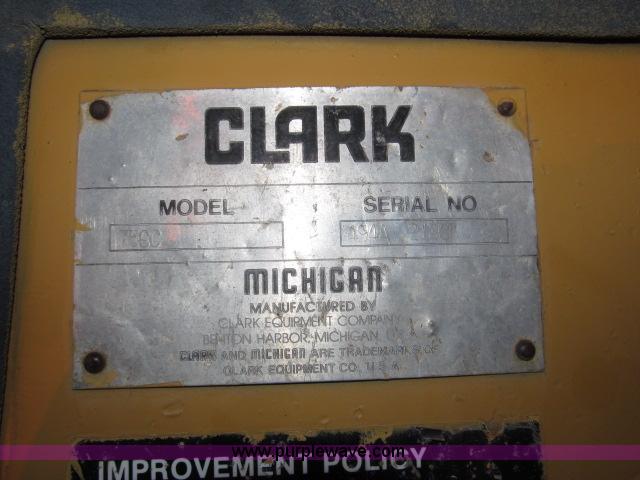 CLARK
MODEL
SERIAL NO
MICHIGAN
MANUFACTURED BY
CLARK EQUIPMENT COMPANY
BENTON HARBOR, MICHIGAN
CLARK AND MICHIGAN ARE TRADEMARKS OF
CLARK EQUIPMENT CO. U.S.A.
www.purplewave.com
IMPROVEMENT POLICY